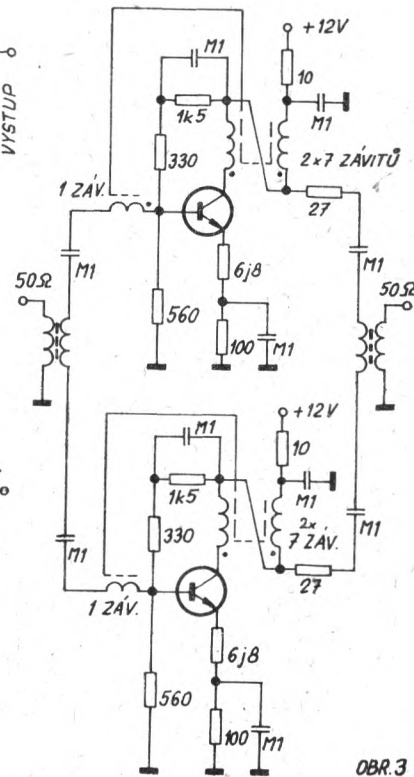 VÝSTUP
+12V
M1
10
1k5
M1
330
2×7 ZÁVITŮ
1 ZÁV.
27
M1
M1
6j8
50Ω
50Ω
560
100
M1
+12V
M1
10
1k5
M1
330
2×
7 ZÁV.
M1
M1
27
1 ZÁV.
6j8
560
100
M1
OBR.3